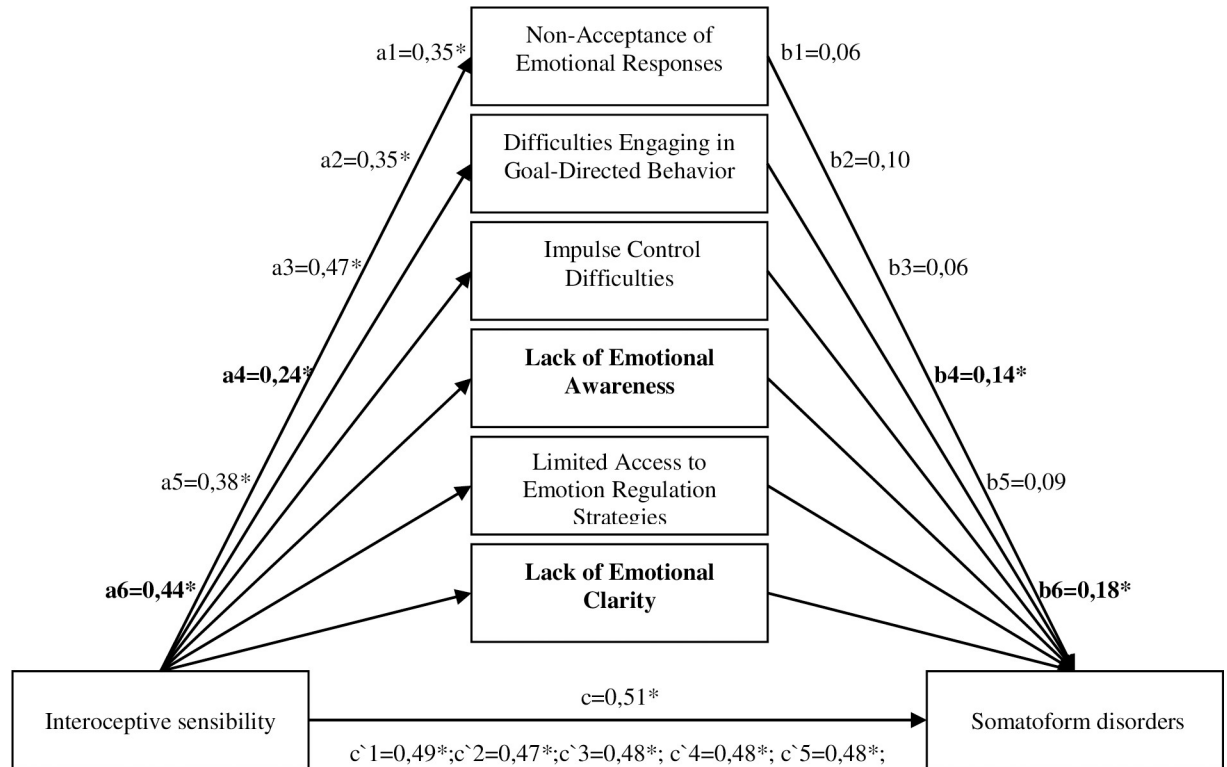 Non-Acceptance of
Emotional Responses
a1=0,35*
b1=0,06
Difficulties Engaging in
Goal-Directed Behavior
a2=0,35*
b2=0,10
Impulse Control
Difficulties
a3=0,47*
b3=0,06
Lack of Emotional
Awareness
a4=0,24*
b4=0,14*
Limited Access to
Emotion Regulation
Strategies
a5=0,38*
b5=0,09
Lack of Emotional
Clarity
a6=0,44*
b6=0,18*
Interoceptive sensibility
c=0,51*
Somatoform disorders
c`1=0,49*;c`2=0,47*;c`3=0,48*; c`4=0,48*; c`5=0,48*;